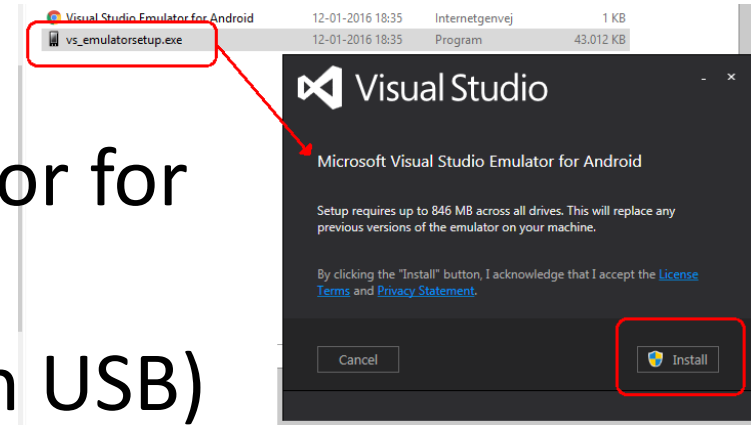 Visual Studio Emulator for Android 12-01-2016 18:35 Internetgenvej 1 KB
vs_emulatorsetup.exe 12-01-2016 18:35 Program 43.012 KB
Visual Studio
Microsoft Visual Studio Emulator for Android
Setup requires up to 846 MB across all drives. This will replace any
previous versions of the emulator on your machine.
By clicking the "Install" button, I acknowledge that I accept the License
Terms and Privacy Statement.
Cancel Install
or for
USB)